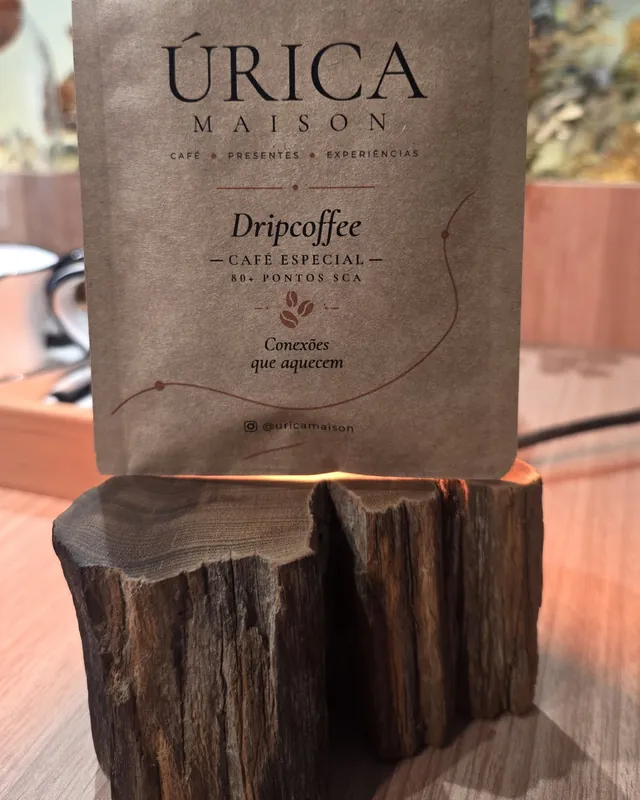 ÚRICA
MAISON
CAFÉ • PRESENTES • EXPERIÊNCIAS
Dripcoffee
— CAFÉ ESPECIAL —
80+ PONTOS SCA
Conexões
que aquecem
@uricamaison